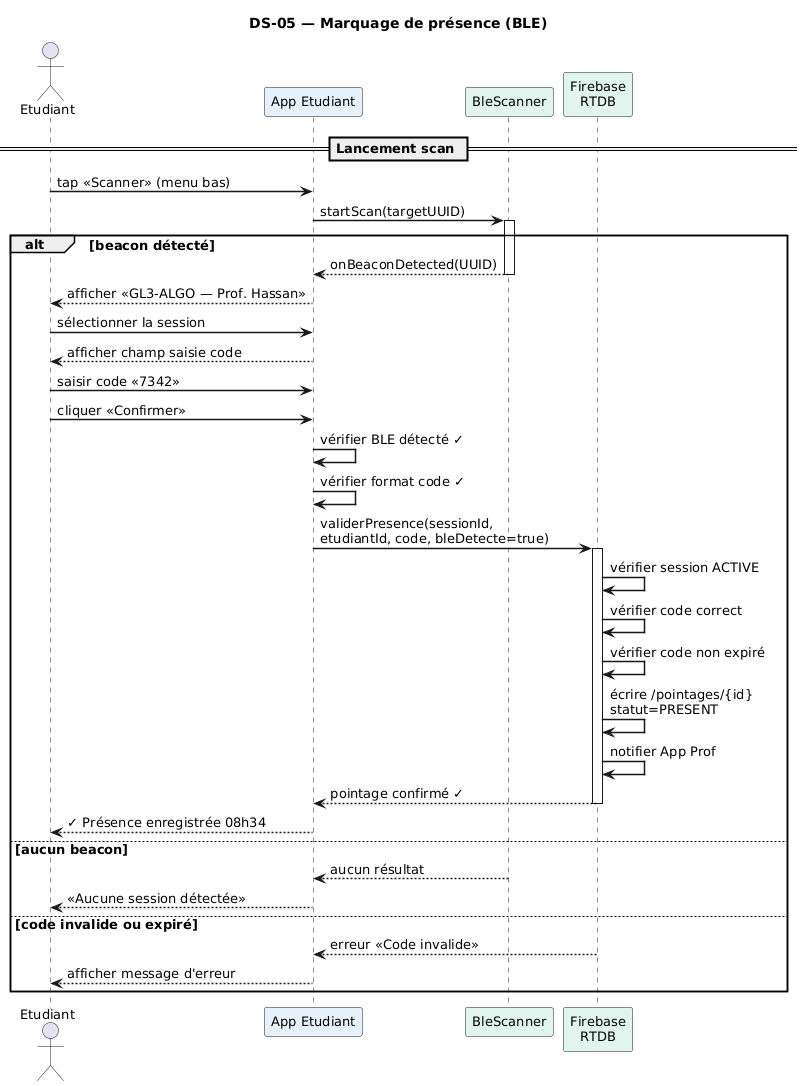 DS-05 — Marquage de présence (BLE)
Etudiant
App Etudiant
BleScanner
Firebase
RTDB
Lancement scan
tap «Scanner» (menu bas)
startScan(targetUUID)
alt
[beacon détecté]
onBeaconDetected(UUID)
afficher «GL3-ALGO — Prof. Hassan»
sélectionner la session
afficher champ saisie code
saisir code «7342»
cliquer «Confirmer»
vérifier BLE détecté ✓
vérifier format code ✓
validerPresence(sessionId,
etudiantId, code, bleDetecte=true)
vérifier session ACTIVE
vérifier code correct
vérifier code non expiré
écrire /pointages/{id}
statut=PRESENT
notifier App Prof
pointage confirmé ✓
✓ Présence enregistrée 08h34
[aucun beacon]
aucun résultat
«Aucune session détectée»
[code invalide ou expiré]
erreur «Code invalide»
afficher message d'erreur
Etudiant
App Etudiant
BleScanner
Firebase
RTDB